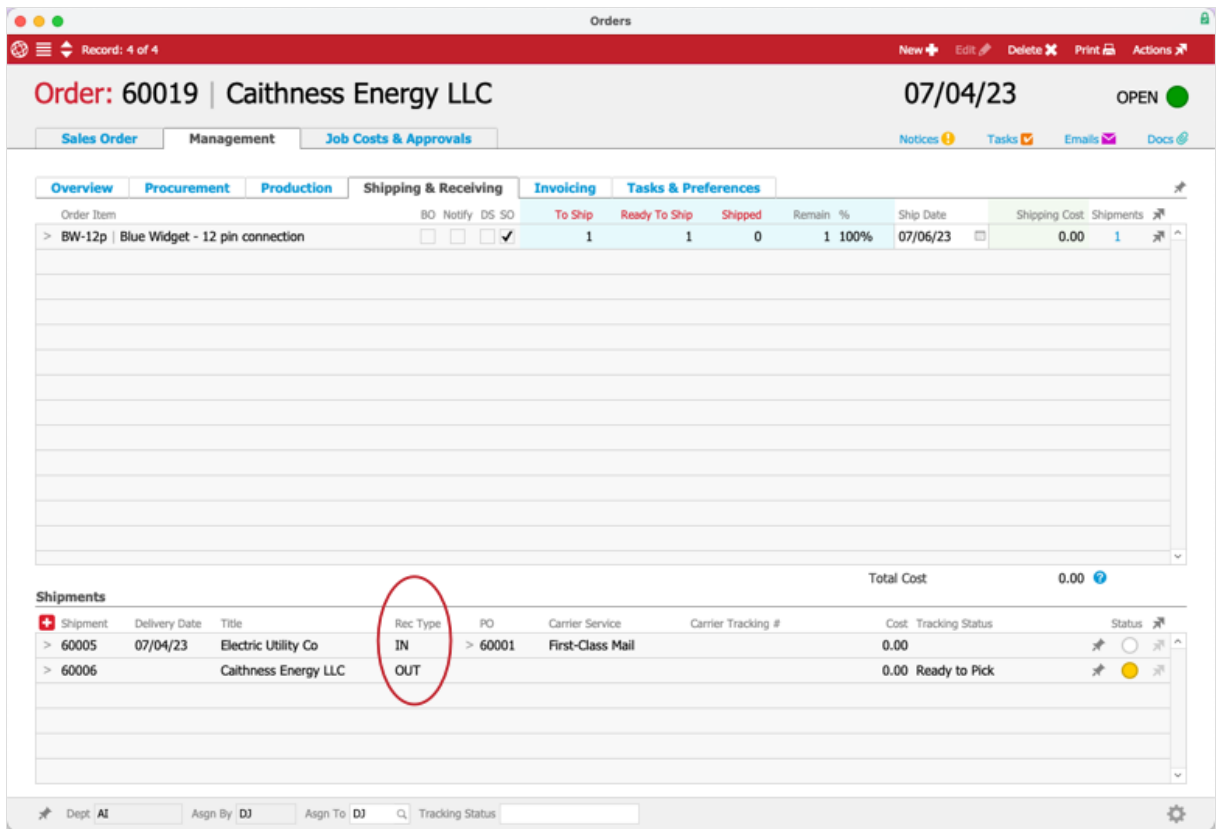 Orders
Record: 4 of 4 New Edit Delete Print Actions
Order: 60019 | Caithness Energy LLC 07/04/23 OPEN
Sales Order Management Job Costs & Approvals Notices Tasks Emails Docs
Overview Procurement Production Shipping & Receiving Invoicing Tasks & Preferences
Order Item BO Notify DS SO To Ship Ready To Ship Shipped Remain % Ship Date Shipping Cost Shipments
> BW-12p | Blue Widget - 12 pin connection 1 1 0 1 100% 07/06/23 0.00 1
Total Cost 0.00 ?
Shipments
Shipment Delivery Date Title Rec Type PO Carrier Service Carrier Tracking # Cost Tracking Status Status
> 60005 07/04/23 Electric Utility Co IN > 60001 First-Class Mail 0.00
> 60006 Caithness Energy LLC OUT 0.00 Ready to Pick
Dept AI Asgn By DJ Asgn To DJ Tracking Status